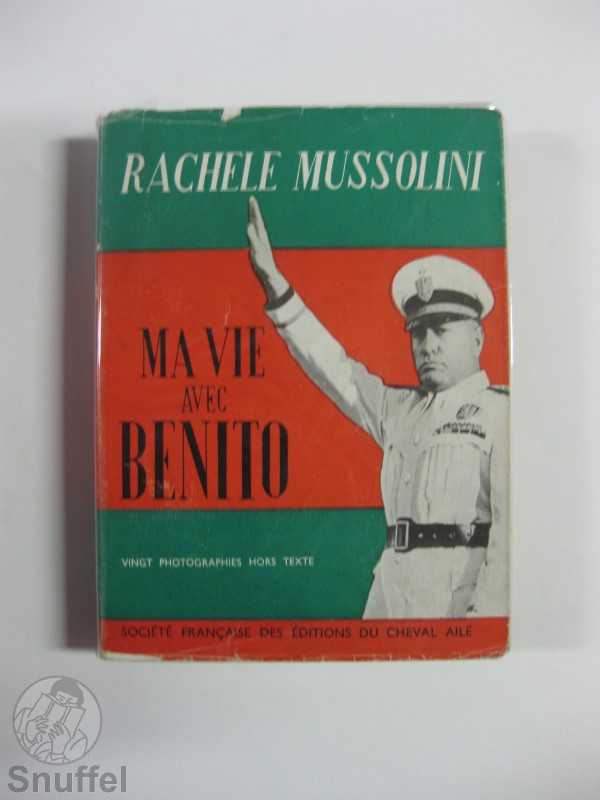 RACHELE MUSSOLINI
MA VIE
AVEC
BENITO
VINGT PHOTOGRAPHIES HORS TEXTE
SOCIÉTÉ FRANÇAISE DES ÉDITIONS DU CHEVAL AILÉ
Snuffel